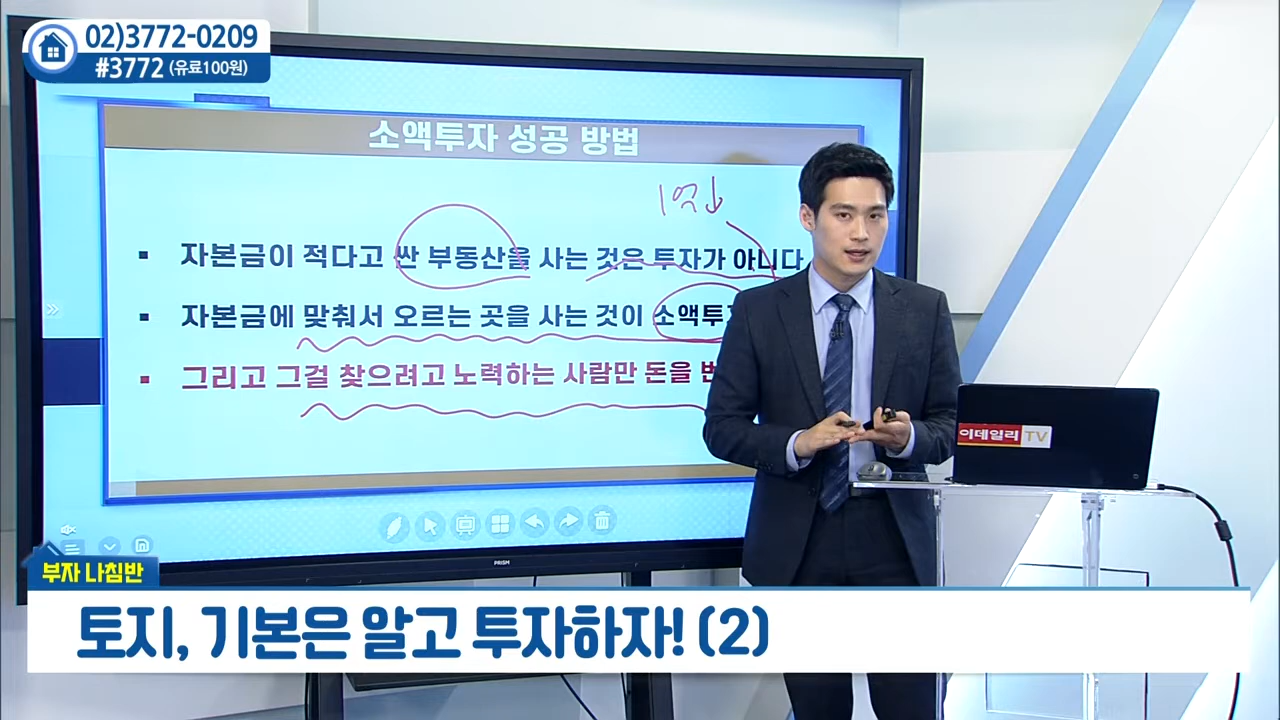 02)3772-0209
#3772 (유료100원)
소액투자 성공 방법
1억↓
▪ 자본금이 적다고 싼 부동산을 사는 것은 투자가 아니다
▪ 자본금에 맞춰서 오르는 곳을 사는 것이 소액투
▪ 그리고 그걸 찾으려고 노력하는 사람만 돈을
이데일리TV
PRISM
부자 나침반
토지, 기본은 알고 투자하자! (2)